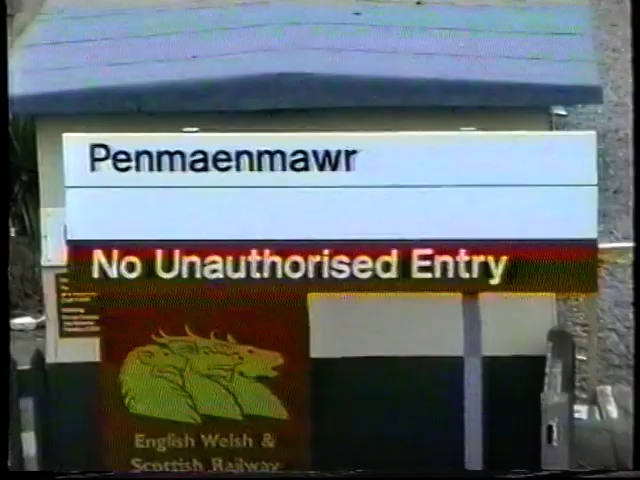 Penmaenmawr
No Unauthorised Entry
English Welsh &
Scottish Railway